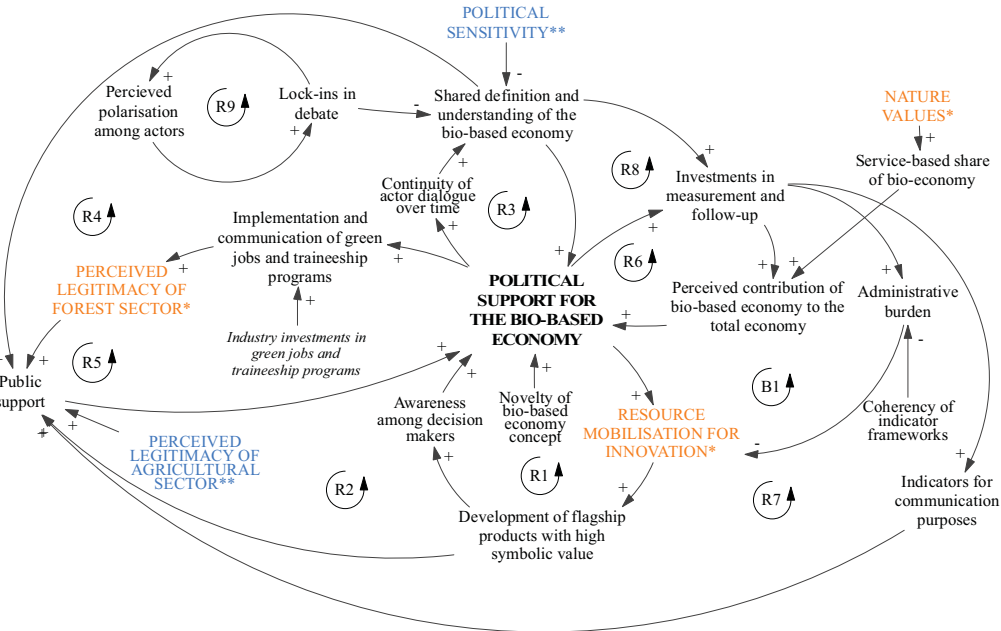 POLITICAL
SENSITIVITY**
-
+
Percieved
polarisation
among actors
R9
Lock-ins in
debate
+
-
Shared definition and
understanding of the
bio-based economy
NATURE
VALUES*
+
Service-based share
of bio-economy
+
Continuity of
actor dialogue
over time
+
R3
R8
+
Investments in
measurement and
follow-up
+
R4
Implementation and
communication of green
jobs and traineeship
programs
+
+
R6
+
+
+
+
PERCEIVED
LEGITIMACY OF
FOREST SECTOR*
+
POLITICAL
SUPPORT FOR
THE BIO-BASED
ECONOMY
+
Perceived contribution of
bio-based economy to the
total economy
Administrative
burden
-
Industry investments in
green jobs and
traineeship programs
+
R5
+
Public
support
+
+
+
+
Awareness
among decision
makers
+
Novelty of
bio-based
economy
concept
+
RESOURCE
MOBILISATION FOR
INNOVATION*
-
B1
Coherency of
indicator
frameworks
PERCEIVED
LEGITIMACY OF
AGRICULTURAL
SECTOR**
R2
R1
+
R7
+
Indicators for
communication
purposes
Development of flagship
products with high
symbolic value